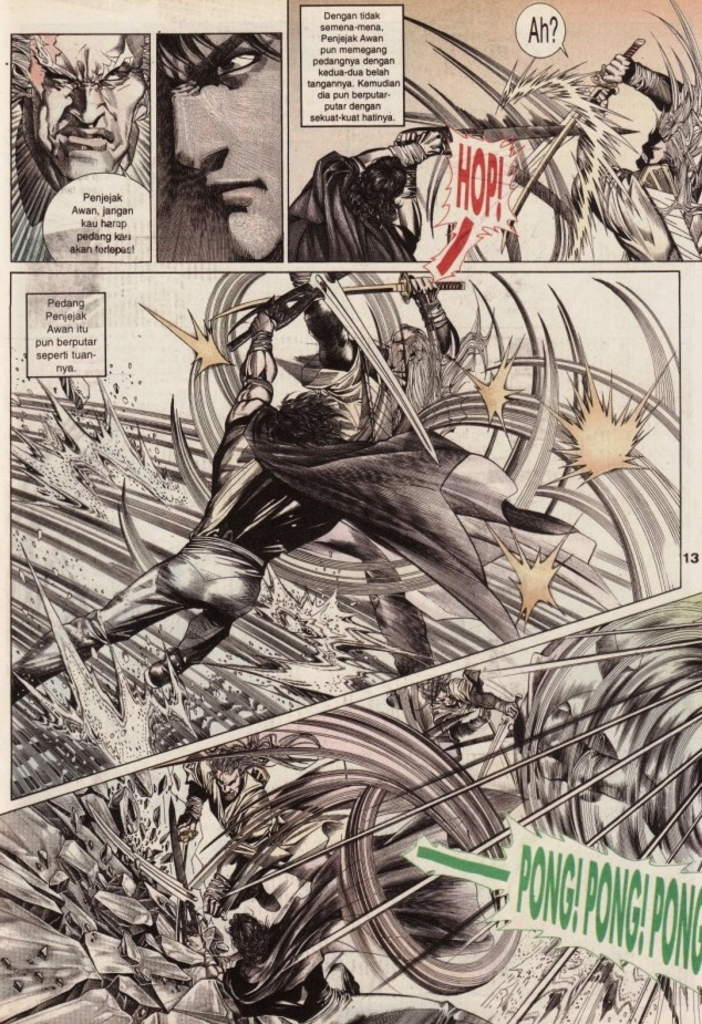 Penjejak
Awan, jangan
kau harap
pedang kau
akan terlepas!
Dengan tidak
semena-mena,
Penjejak Awan
pun memegang
pedangnya dengan
kedua-dua belah
tangannya. Kemudian
dia pun berputar-
putar dengan
sekuat-kuat hatinya.
Ah?
HOP!
Pedang
Penjejak
Awan itu
pun berputar
seperti tuan-
nya.
13
PONG! PONG! PONG